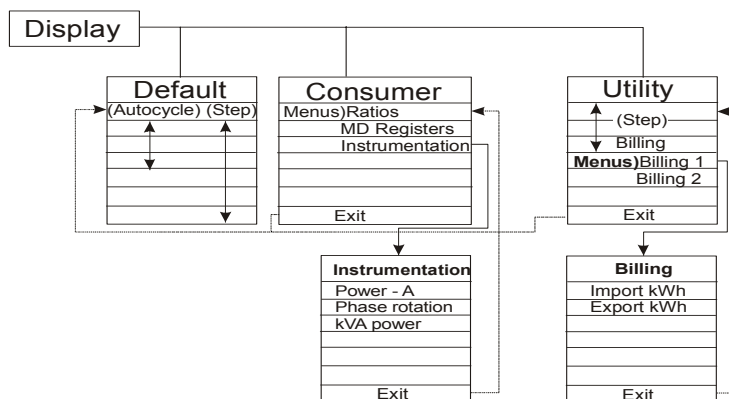 Display
Default
(Autocycle) (Step)
Consumer
Menus)Ratios
MD Registers
Instrumentation
Exit
Utility
(Step)
Billing
Menus)Billing 1
Billing 2
Exit
Instrumentation
Power - A
Phase rotation
kVA power
Exit
Billing
Import kWh
Export kWh
Exit